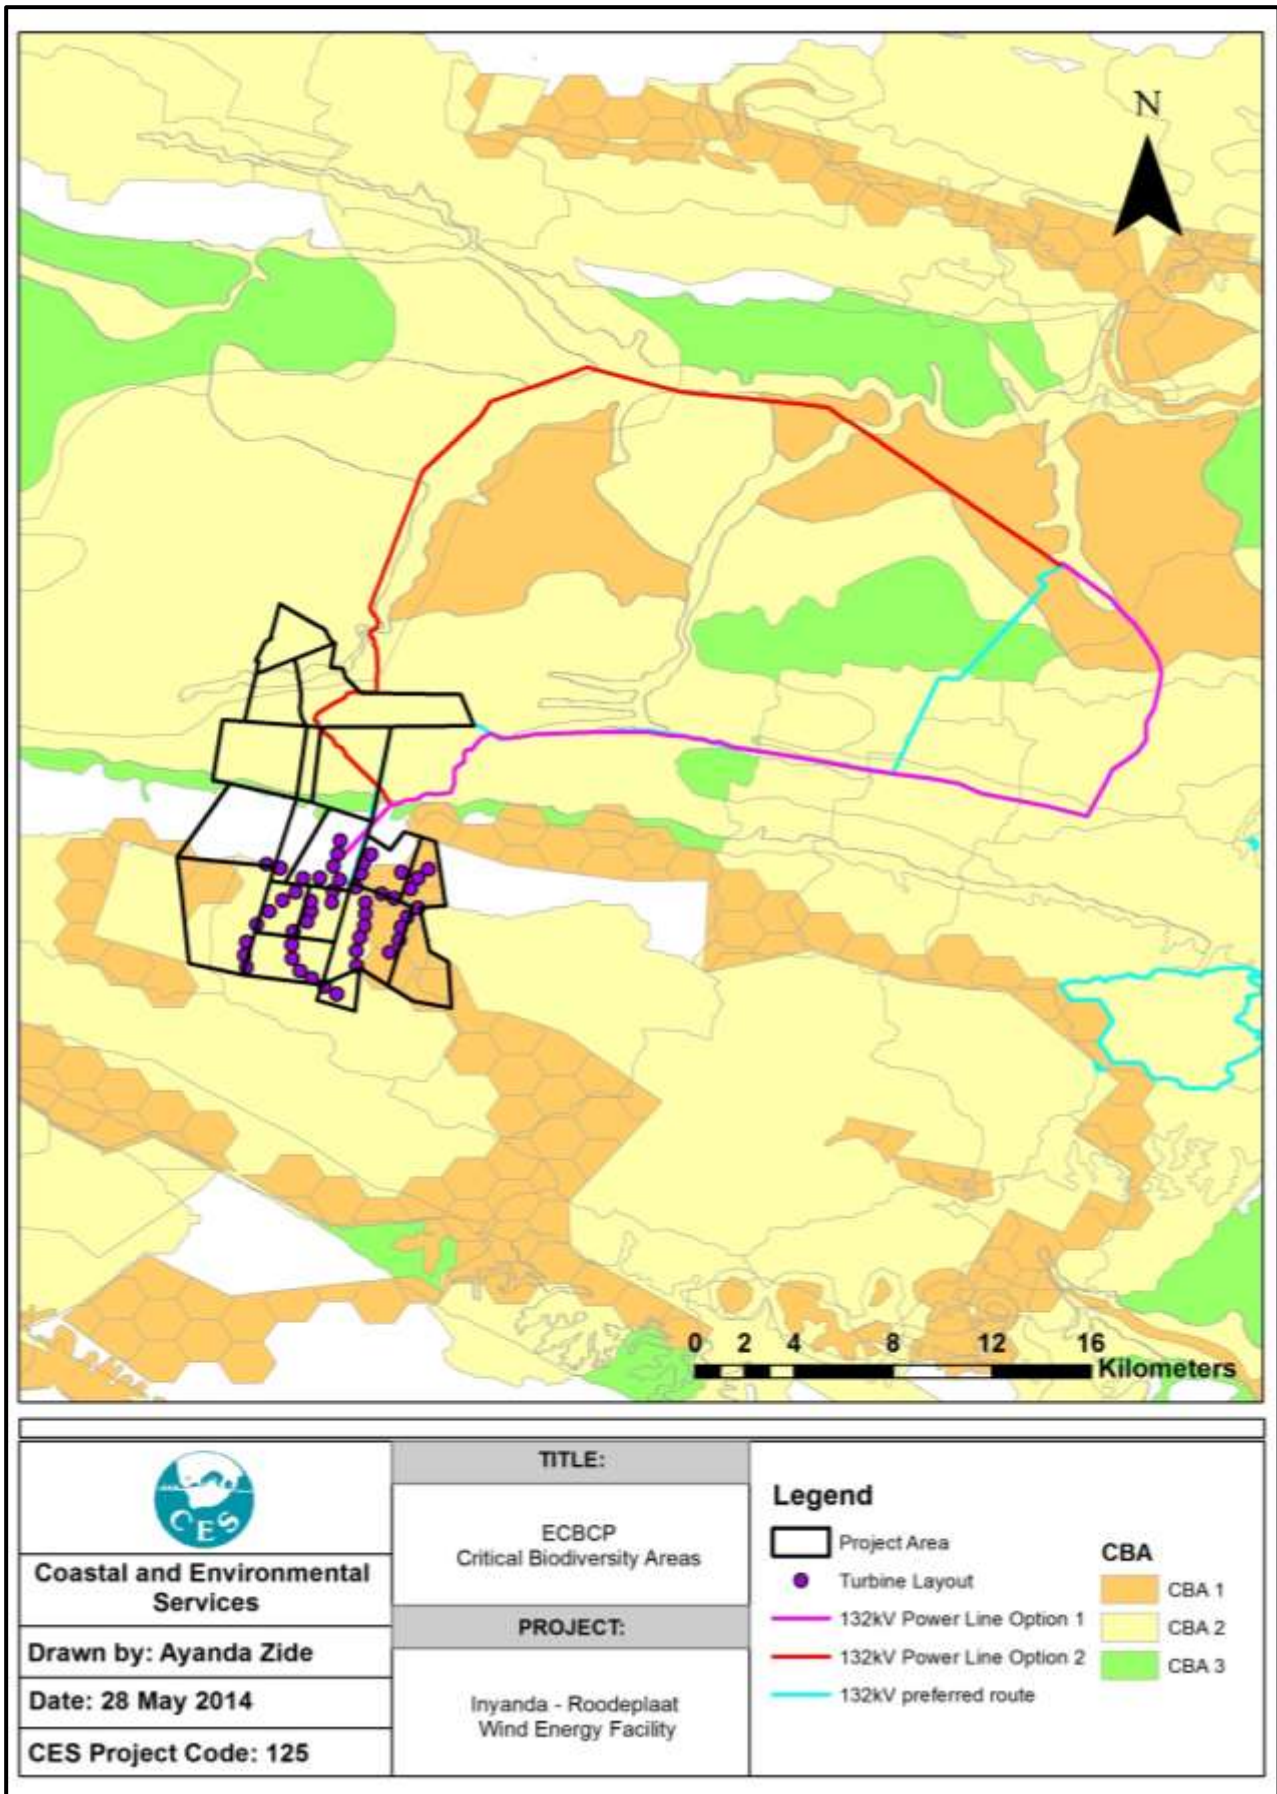 N
0 2 4 8 12 16
Kilometers
CES
Coastal and Environmental
Services
Drawn by: Ayanda Zide
Date: 28 May 2014
CES Project Code: 125
TITLE:
ECBCP
Critical Biodiversity Areas
PROJECT:
Inyanda - Roodeplaat
Wind Energy Facility
Legend
Project Area
Turbine Layout
132kV Power Line Option 1
132kV Power Line Option 2
132kV preferred route
CBA
CBA 1
CBA 2
CBA 3